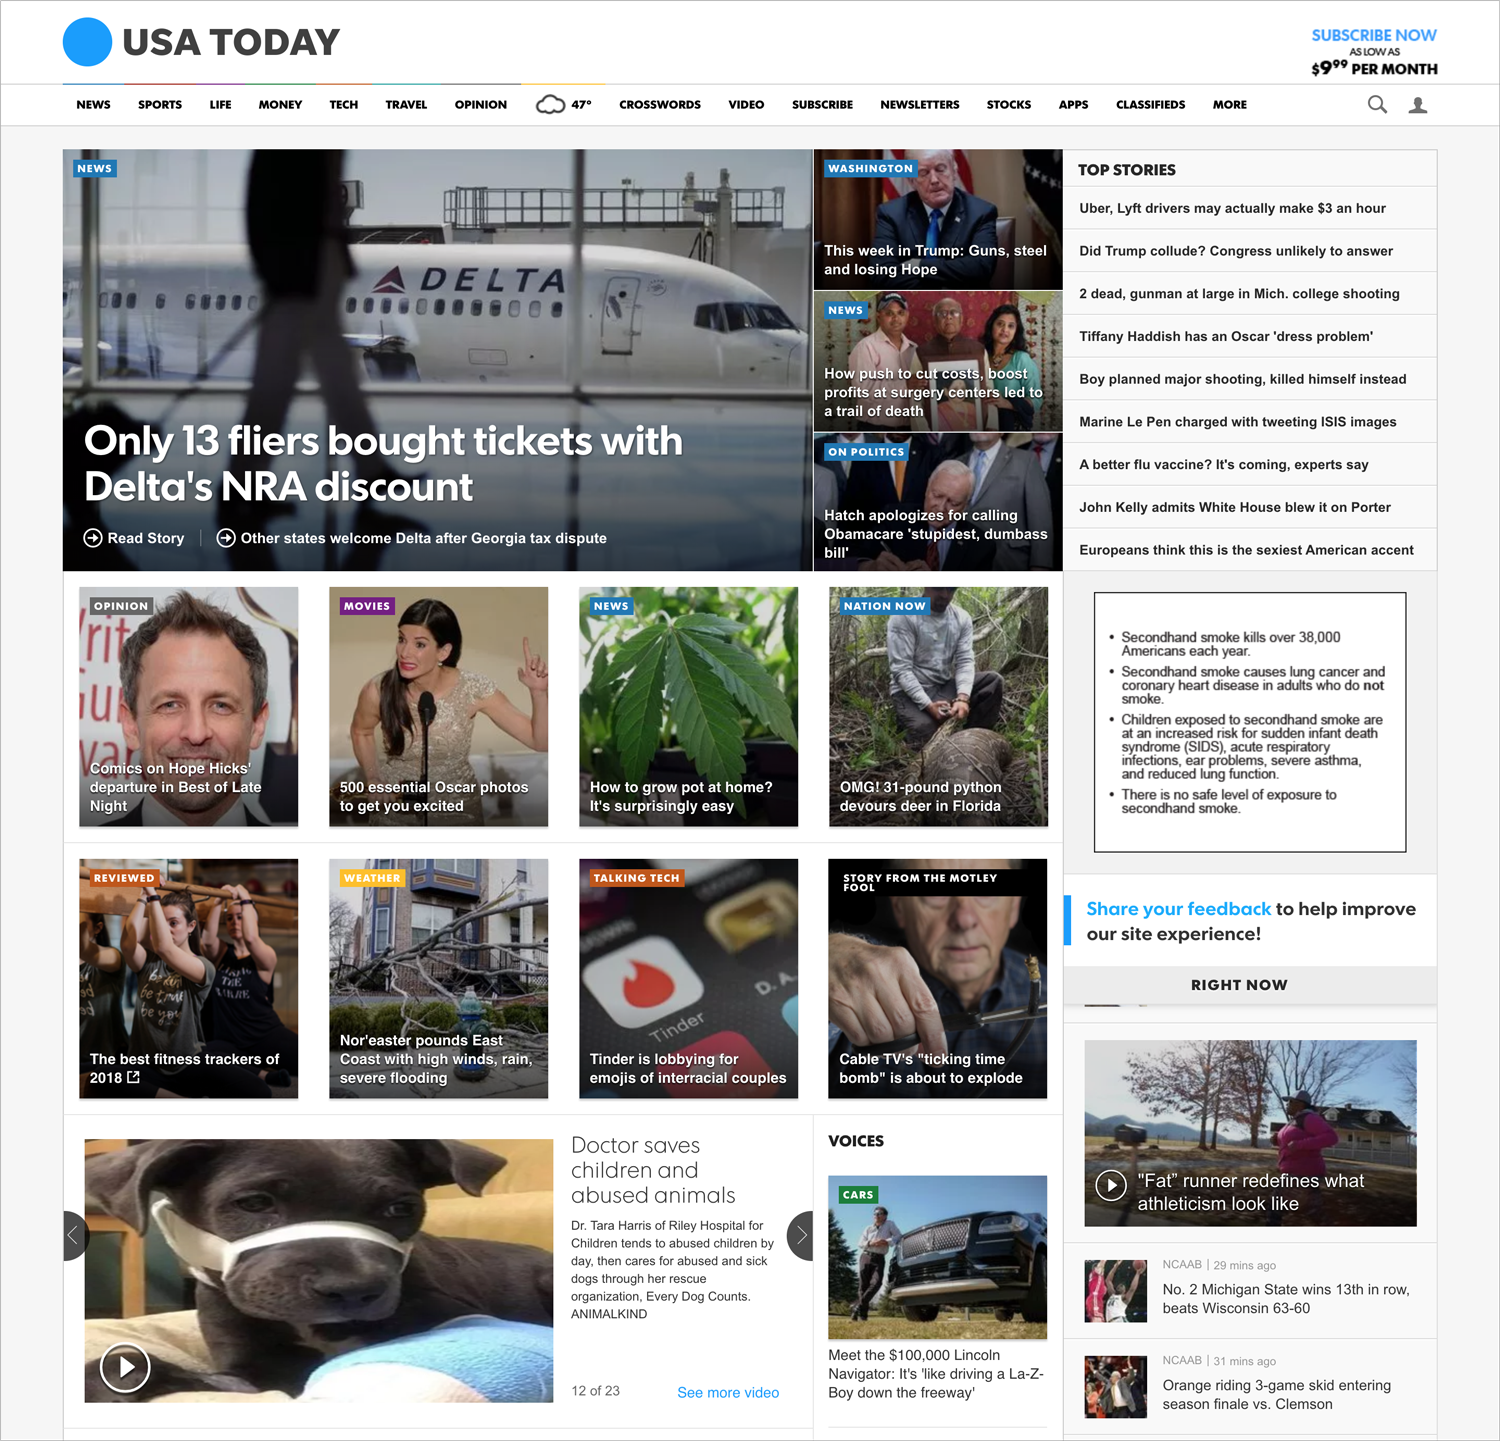 USA TODAY
SUBSCRIBE NOW
AS LOW AS
$9⁹⁹ PER MONTH
NEWS SPORTS LIFE MONEY TECH TRAVEL OPINION 47° CROSSWORDS VIDEO SUBSCRIBE NEWSLETTERS STOCKS APPS CLASSIFIEDS MORE
NEWS
DELTA
Only 13 fliers bought tickets with
Delta's NRA discount
Read Story
Other states welcome Delta after Georgia tax dispute
WASHINGTON
This week in Trump: Guns, steel
and losing Hope
NEWS
How push to cut costs, boost
profits at surgery centers led to
a trail of death
ON POLITICS
Hatch apologizes for calling
Obamacare 'stupidest, dumbass
bill'
TOP STORIES
Uber, Lyft drivers may actually make $3 an hour
Did Trump collude? Congress unlikely to answer
2 dead, gunman at large in Mich. college shooting
Tiffany Haddish has an Oscar 'dress problem'
Boy planned major shooting, killed himself instead
Marine Le Pen charged with tweeting ISIS images
A better flu vaccine? It's coming, experts say
John Kelly admits White House blew it on Porter
Europeans think this is the sexiest American accent
OPINION
Comics on Hope Hicks'
departure in Best of Late
Night
MOVIES
500 essential Oscar photos
to get you excited
NEWS
How to grow pot at home?
It's surprisingly easy
NATION NOW
OMG! 31-pound python
devours deer in Florida
• Secondhand smoke kills over 38,000
Americans each year.
• Secondhand smoke causes lung cancer and
coronary heart disease in adults who do not
smoke.
• Children exposed to secondhand smoke are
at an increased risk for sudden infant death
syndrome (SIDS), acute respiratory
infections, ear problems, severe asthma,
and reduced lung function.
• There is no safe level of exposure to
secondhand smoke.
REVIEWED
The best fitness trackers of
2018
WEATHER
Nor'easter pounds East
Coast with high winds, rain,
severe flooding
TALKING TECH
Tinder
Tinder is lobbying for
emojis of interracial couples
STORY FROM THE MOTLEY
FOOL
Cable TV's "ticking time
bomb" is about to explode
Share your feedback to help improve
our site experience!
RIGHT NOW
"Fat" runner redefines what
athleticism look like
NCAAB | 29 mins ago
No. 2 Michigan State wins 13th in row,
beats Wisconsin 63-60
NCAAB | 31 mins ago
Orange riding 3-game skid entering
season finale vs. Clemson
Doctor saves
children and
abused animals
Dr. Tara Harris of Riley Hospital for
Children tends to abused children by
day, then cares for abused and sick
dogs through her rescue
organization, Every Dog Counts.
ANIMALKIND
12 of 23
See more video
VOICES
CARS
Meet the $100,000 Lincoln
Navigator: It's 'like driving a La-Z-
Boy down the freeway'